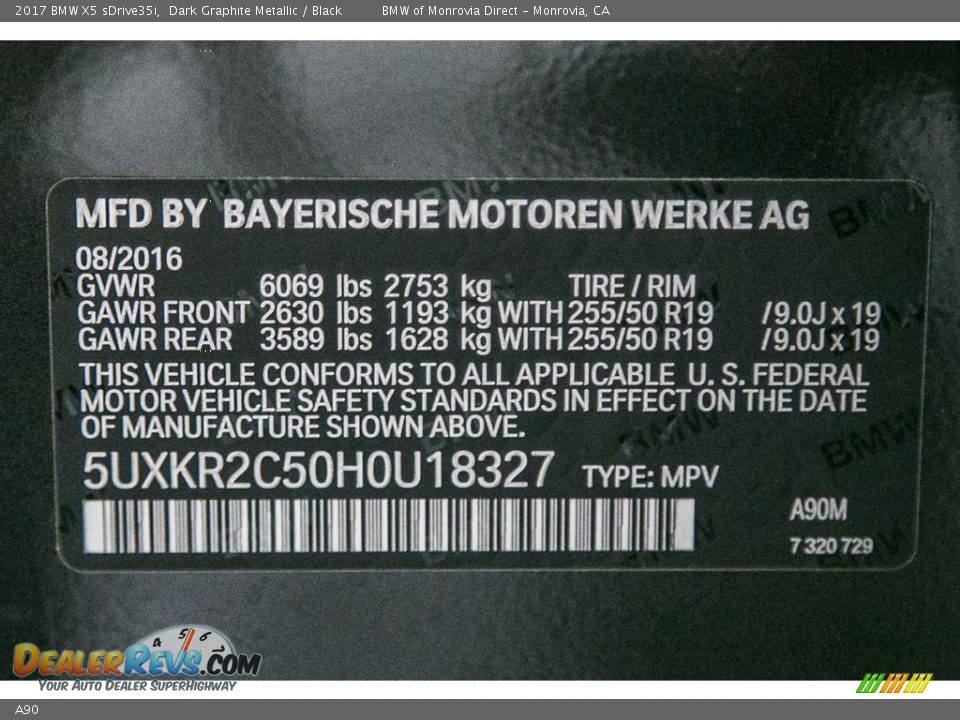 2017 BMW X5 sDrive35i, Dark Graphite Metallic / Black BMW of Monrovia Direct - Monrovia, CA
MFD BY BAYERISCHE MOTOREN WERKE AG
08/2016
GVWR 6069 lbs 2753 kg TIRE / RIM
GAWR FRONT 2630 lbs 1193 kg WITH 255/50 R19 /9.0J x 19
GAWR REAR 3589 lbs 1628 kg WITH 255/50 R19 /9.0J x 19
THIS VEHICLE CONFORMS TO ALL APPLICABLE U. S. FEDERAL
MOTOR VEHICLE SAFETY STANDARDS IN EFFECT ON THE DATE
OF MANUFACTURE SHOWN ABOVE.
5UXKR2C50H0U18327 TYPE: MPV
A90M
7 320 729
4 5 6
DEALERREVS.COM
YOUR AUTO DEALER SUPERHIGHWAY
A90